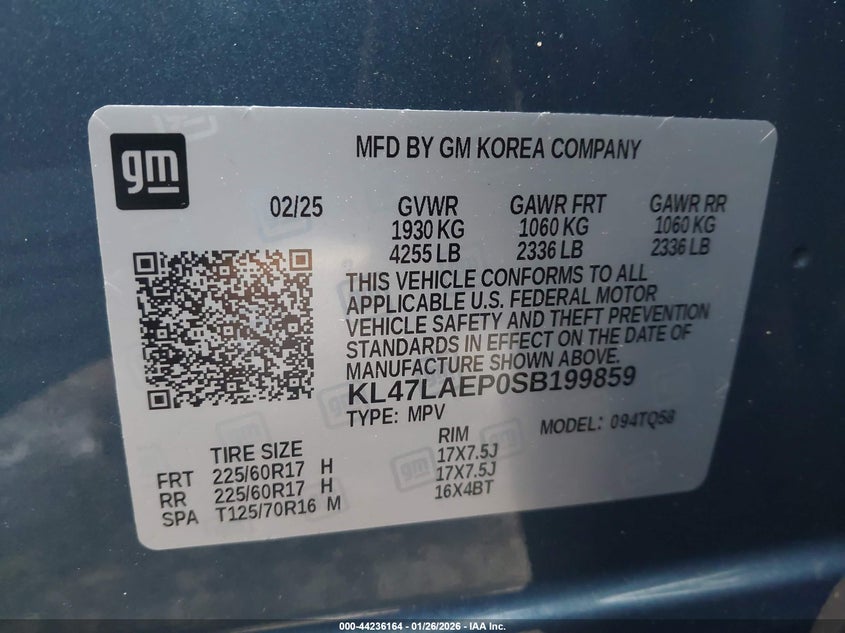 gm
MFD BY GM KOREA COMPANY
02/25 GVWR GAWR FRT GAWR RR
1930 KG 1060 KG 1060 KG
4255 LB 2336 LB 2336 LB
THIS VEHICLE CONFORMS TO ALL
APPLICABLE U.S. FEDERAL MOTOR
VEHICLE SAFETY AND THEFT PREVENTION
STANDARDS IN EFFECT ON THE DATE OF
MANUFACTURE SHOWN ABOVE.
KL47LAEP0SB199859
TYPE: MPV MODEL: 094TQ58
TIRE SIZE RIM
FRT 225/60R17 H 17X7.5J
RR 225/60R17 H 17X7.5J
SPA T125/70R16 M 16X4BT
000-44236164 - 01/26/2026 - IAA Inc.